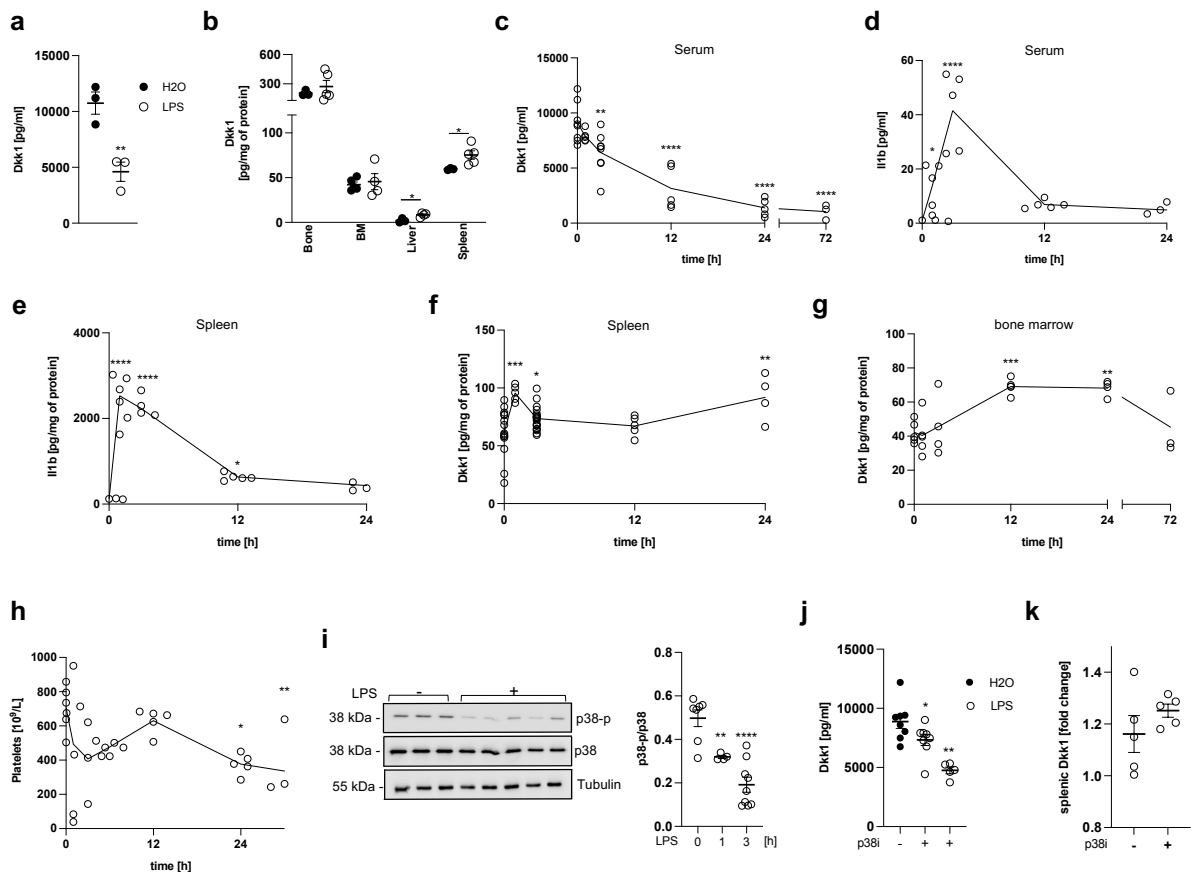 a
15000
10000
5000
0
Dkk1 [pg/ml]
**
H2O
LPS
b
600
300
100
50
0
Dkk1
[pg/mg of protein]
*
*
Bone
BM
Liver
Spleen
c
Serum
15000
10000
5000
0
Dkk1 [pg/ml]
**
****
****
****
0
12
24
72
time [h]
d
Serum
60
40
20
0
Il1b [pg/ml]
*
****
0
12
24
time [h]
e
Spleen
4000
2000
0
Il1b [pg/mg of protein]
****
****
*
0
12
24
time [h]
f
Spleen
150
100
50
0
Dkk1 [pg/mg of protein]
***
*
**
0
12
24
time [h]
g
bone marrow
100
80
60
40
20
0
Dkk1 [pg/mg of protein]
***
**
0
12
24
72
time [h]
h
1000
800
600
400
200
0
Platelets [10⁹/L]
*
**
0
12
24
time [h]
i
LPS
-
+
38 kDa -
p38-p
38 kDa -
p38
55 kDa -
Tubulin
0.8
0.6
0.4
0.2
0.0
p38-p/p38
**
****
LPS 0 1 3 [h]
j
15000
10000
5000
0
Dkk1 [pg/ml]
*
**
H2O
LPS
p38i - + +
k
1.4
1.2
1.0
0.8
splenic Dkk1 [fold change]
p38i - +